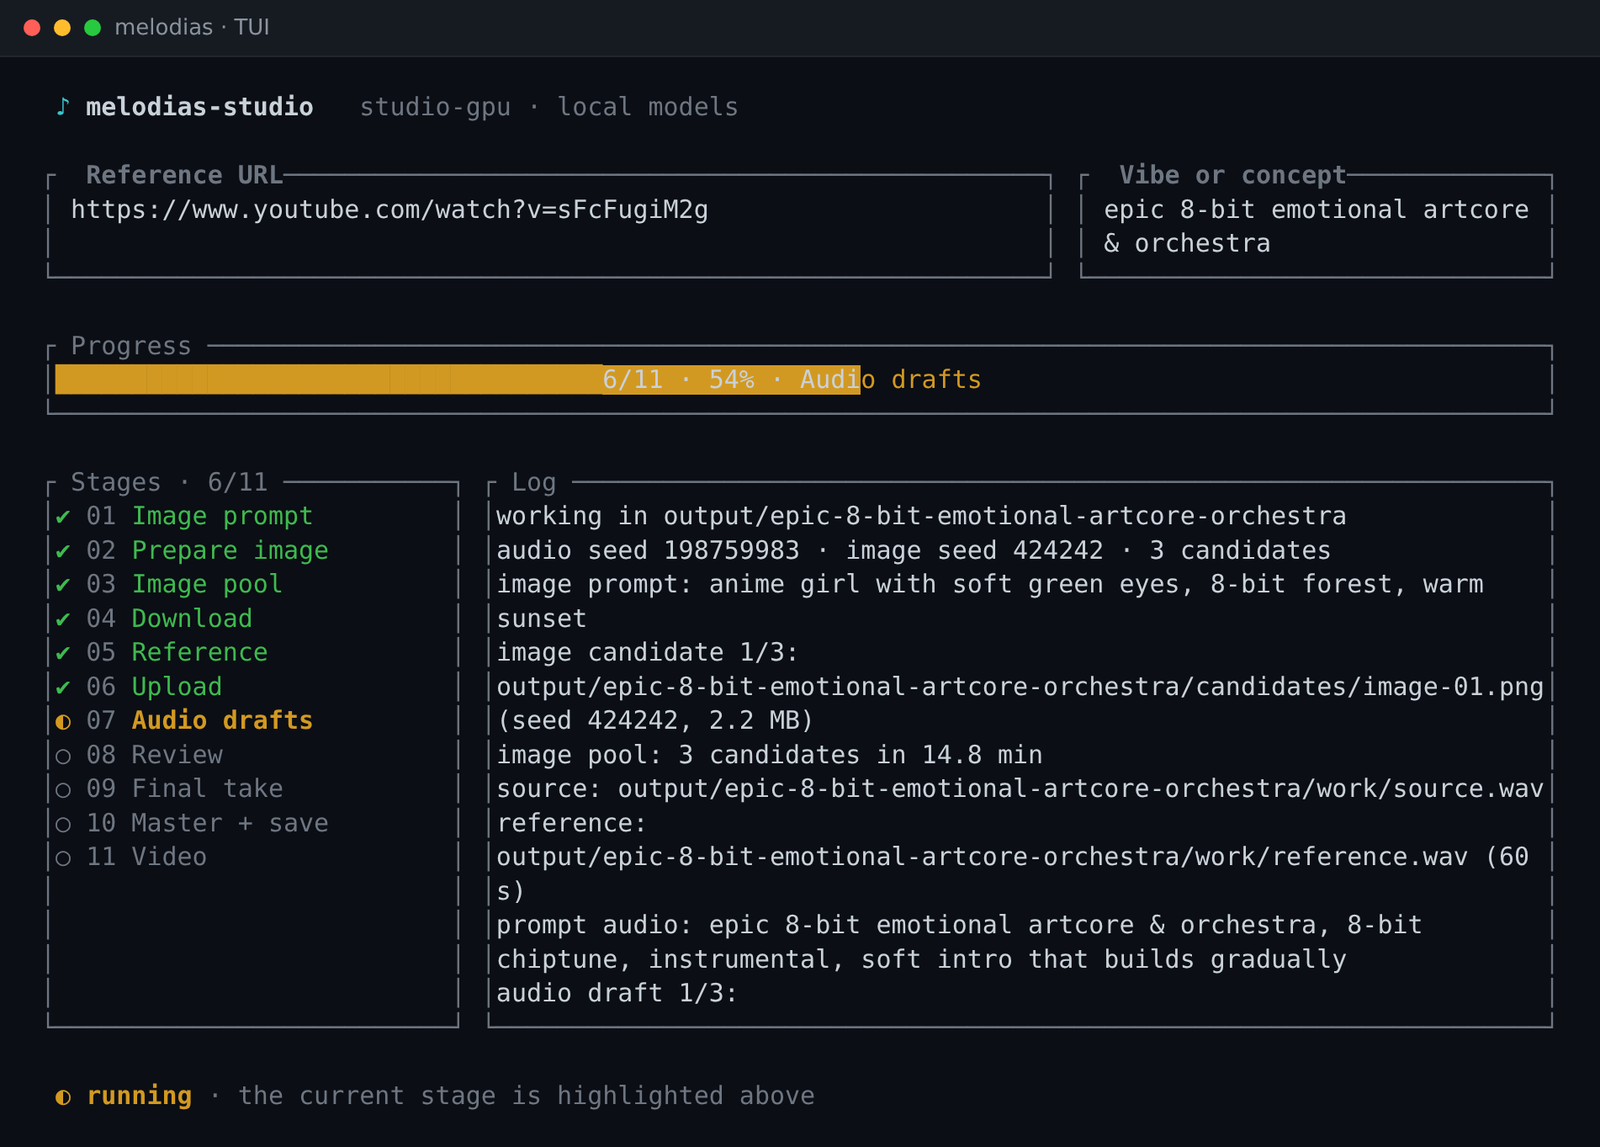 melodias · TUI
♪ melodias-studio studio-gpu · local models
Reference URL
https://www.youtube.com/watch?v=sFcFugiM2g
Vibe or concept
epic 8-bit emotional artcore
& orchestra
Progress
6/11 · 54% · Audio drafts
Stages · 6/11
✔ 01 Image prompt
✔ 02 Prepare image
✔ 03 Image pool
✔ 04 Download
✔ 05 Reference
✔ 06 Upload
◐ 07 Audio drafts
○ 08 Review
○ 09 Final take
○ 10 Master + save
○ 11 Video
Log
working in output/epic-8-bit-emotional-artcore-orchestra
audio seed 198759983 · image seed 424242 · 3 candidates
image prompt: anime girl with soft green eyes, 8-bit forest, warm
sunset
image candidate 1/3:
output/epic-8-bit-emotional-artcore-orchestra/candidates/image-01.png
(seed 424242, 2.2 MB)
image pool: 3 candidates in 14.8 min
source: output/epic-8-bit-emotional-artcore-orchestra/work/source.wav
reference:
output/epic-8-bit-emotional-artcore-orchestra/work/reference.wav (60
s)
prompt audio: epic 8-bit emotional artcore & orchestra, 8-bit
chiptune, instrumental, soft intro that builds gradually
audio draft 1/3:
◐ running · the current stage is highlighted above